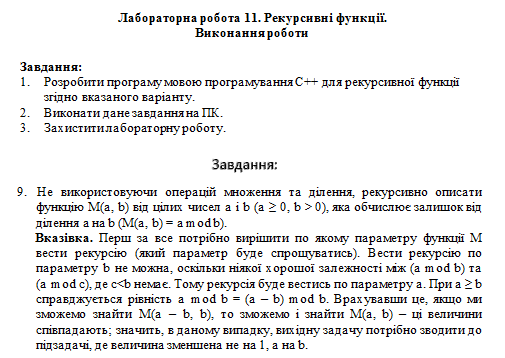 Лабораторна робота 11. Рекурсивні функції.
Виконання роботи
Завдання:
1. Розробити програму мовою програмування С++ для рекурсивної функції
згідно вказаного варіанту.
2. Виконати дане завдання на ПК.
3. Захистити лабораторну роботу.
Завдання:
9. Не використовуючи операцій множення та ділення, рекурсивно описати
функцію M(a, b) від цілих чисел a і b (a ≥ 0, b > 0), яка обчислює залишок від
ділення a на b (M(a, b) = a mod b).
Вказівка. Перш за все потрібно вирішити по якому параметру функції M
вести рекурсію (який параметр буде спрощуватись). Вести рекурсію по
параметру b не можна, оскільки ніякої хорошої залежності між (a mod b) та
(a mod c), де c<b немає. Тому рекурсія буде вестись по параметру a. При a ≥ b
справджується рівність a mod b = (a − b) mod b. Врахувавши це, якщо ми
зможемо знайти M(a − b, b), то зможемо і знайти M(a, b) – ці величини
співпадають; значить, в даному випадку, вихідну задачу потрібно зводити до
підзадачі, де величина зменшена не на 1, а на b.